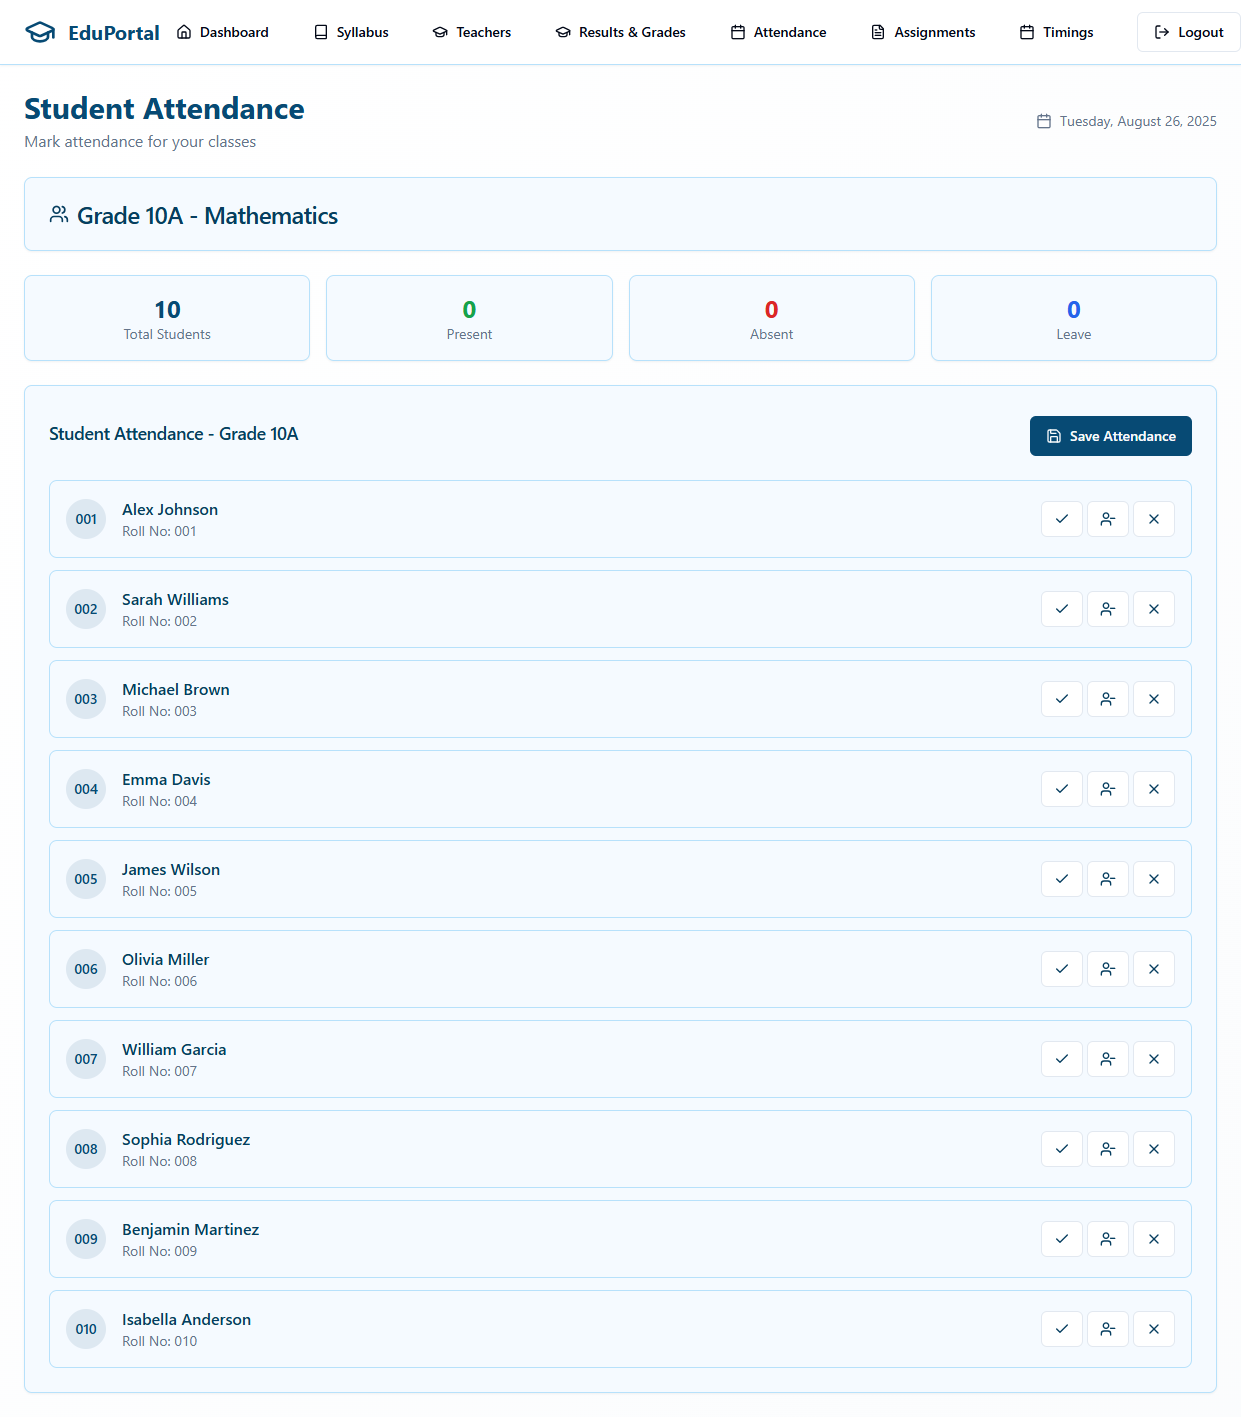 EduPortal Dashboard Syllabus Teachers Results & Grades Attendance Assignments Timings Logout
Student Attendance
Mark attendance for your classes
Tuesday, August 26, 2025
Grade 10A - Mathematics
10
Total Students
0
Present
0
Absent
0
Leave
Student Attendance - Grade 10A
Save Attendance
001
Alex Johnson
Roll No: 001
002
Sarah Williams
Roll No: 002
003
Michael Brown
Roll No: 003
004
Emma Davis
Roll No: 004
005
James Wilson
Roll No: 005
006
Olivia Miller
Roll No: 006
007
William Garcia
Roll No: 007
008
Sophia Rodriguez
Roll No: 008
009
Benjamin Martinez
Roll No: 009
010
Isabella Anderson
Roll No: 010